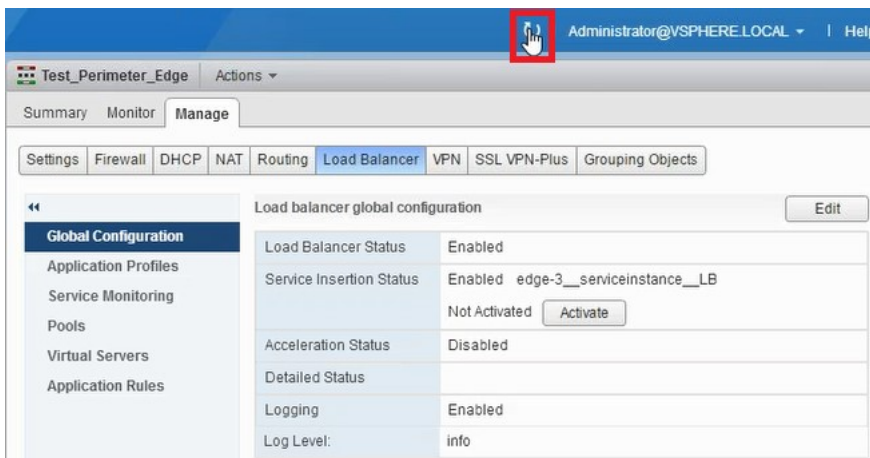 Administrator@VSPHERE.LOCAL | Help
Test_Perimeter_Edge Actions
Summary Monitor Manage
Settings Firewall DHCP NAT Routing Load Balancer VPN SSL VPN-Plus Grouping Objects
Load balancer global configuration Edit
Global Configuration
Application Profiles
Service Monitoring
Pools
Virtual Servers
Application Rules
Load Balancer Status Enabled
Service Insertion Status Enabled edge-3__serviceinstance__LB
Not Activated Activate
Acceleration Status Disabled
Detailed Status
Logging Enabled
Log Level: info